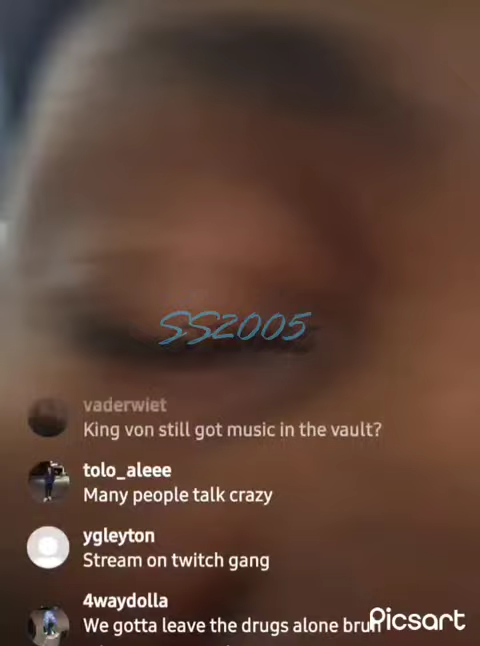 SS2005
vaderwiet
King von still got music in the vault?
tolo_aleee
Many people talk crazy
ygleyton
Stream on twitch gang
4waydolla
We gotta leave the drugs alone bruh
Picsart